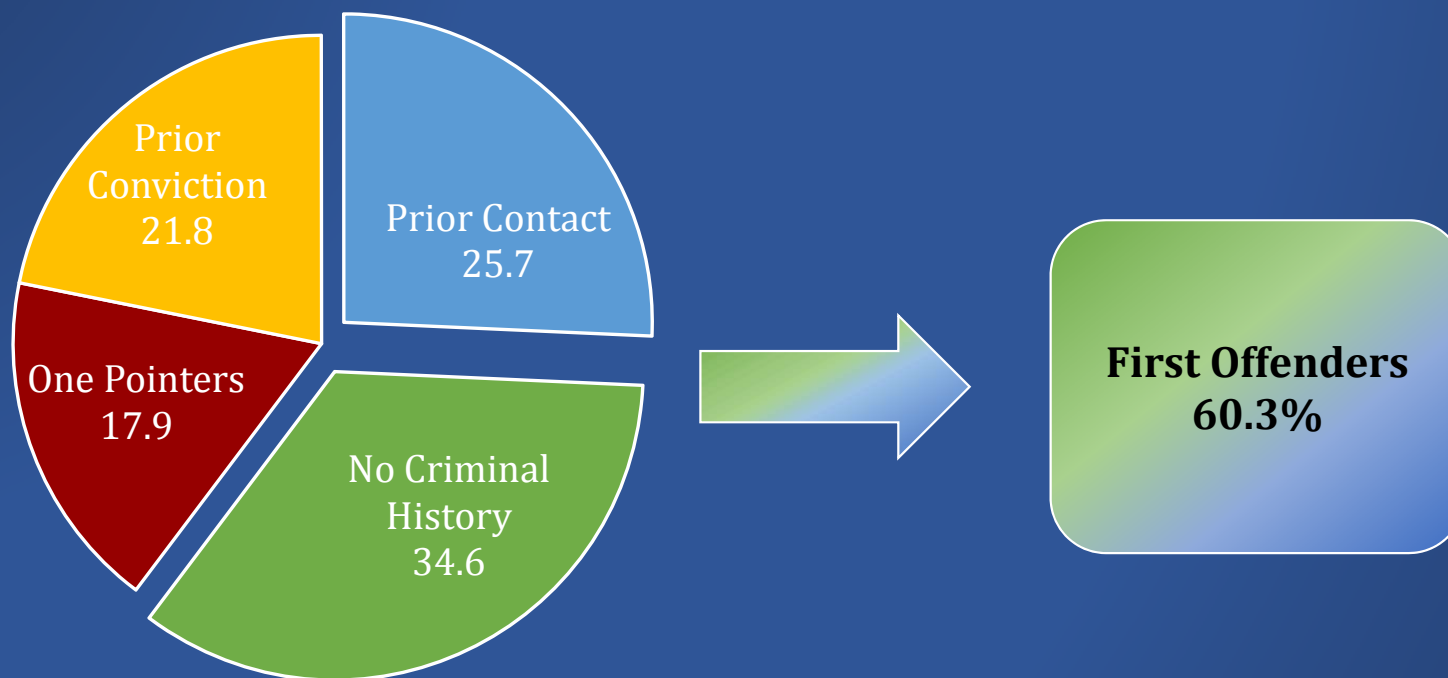 Prior
Conviction
21.8
Prior Contact
25.7
One Pointers
17.9
No Criminal
History
34.6
First Offenders
60.3%